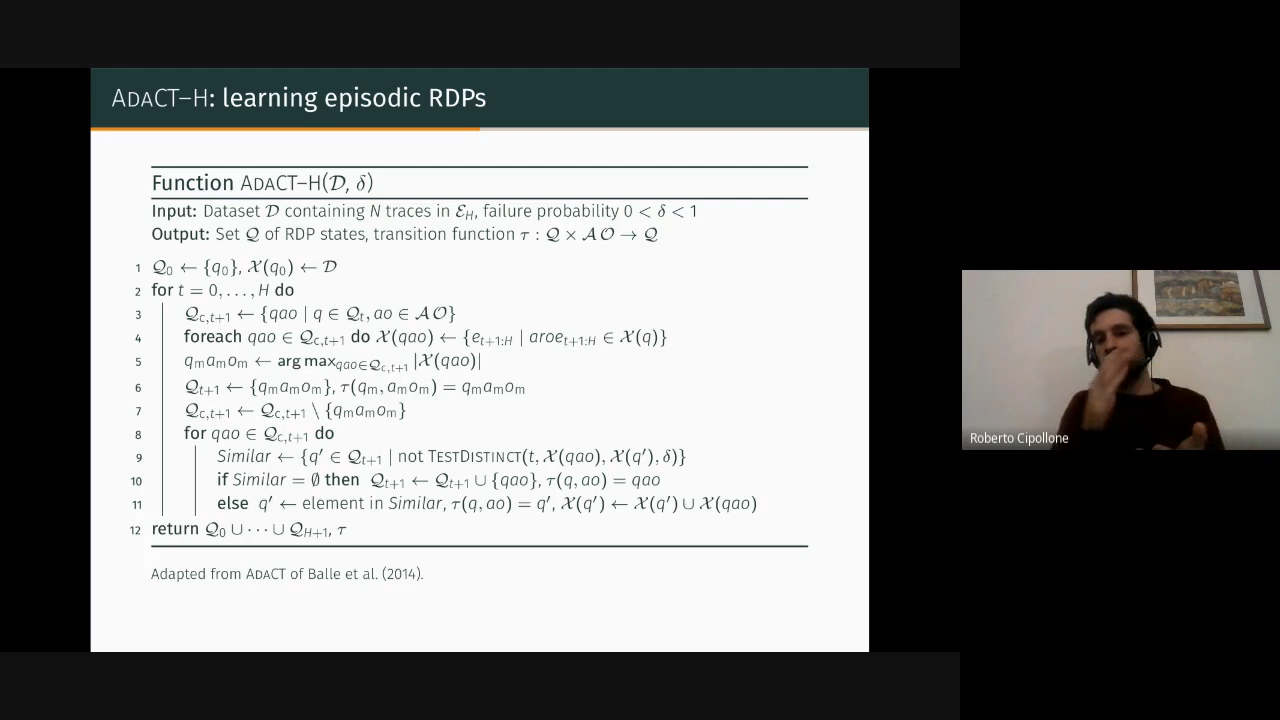 ADACT–H: learning episodic RDPs
Function ADACT–H(𝒟, δ)
Input: Dataset 𝒟 containing N traces in ℰ_H, failure probability 0 < δ < 1
Output: Set 𝒬 of RDP states, transition function τ : 𝒬 × 𝒜𝒪 → 𝒬
1 𝒬₀ ← {q₀}, 𝒳(q₀) ← 𝒟
2 for t = 0, . . . , H do
3 𝒬_{c,t+1} ← {qao | q ∈ 𝒬_t, ao ∈ 𝒜𝒪}
4 foreach qao ∈ 𝒬_{c,t+1} do 𝒳(qao) ← {e_{t+1:H} | aroe_{t+1:H} ∈ 𝒳(q)}
5 q_m a_m o_m ← arg max_{qao∈𝒬_{c,t+1}} |𝒳(qao)|
6 𝒬_{t+1} ← {q_m a_m o_m}, τ(q_m, a_m o_m) = q_m a_m o_m
7 𝒬_{c,t+1} ← 𝒬_{c,t+1} \ {q_m a_m o_m}
8 for qao ∈ 𝒬_{c,t+1} do
9 Similar ← {q′ ∈ 𝒬_{t+1} | not TESTDISTINCT(t, 𝒳(qao), 𝒳(q′), δ)}
10 if Similar = ∅ then 𝒬_{t+1} ← 𝒬_{t+1} ∪ {qao}, τ(q, ao) = qao
11 else q′ ← element in Similar, τ(q, ao) = q′, 𝒳(q′) ← 𝒳(q′) ∪ 𝒳(qao)
12 return 𝒬₀ ∪ · · · ∪ 𝒬_{H+1}, τ
Adapted from ADACT of Balle et al. (2014).
Roberto Cipollone